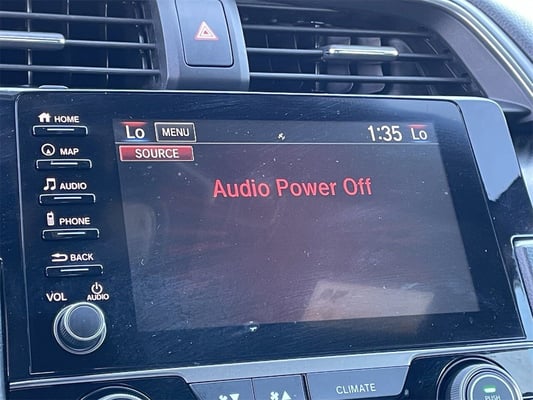 HOME
MAP
AUDIO
PHONE
BACK
VOL
AUDIO
Lo MENU 1:35 Lo
SOURCE
Audio Power Off
CLIMATE
PUSH